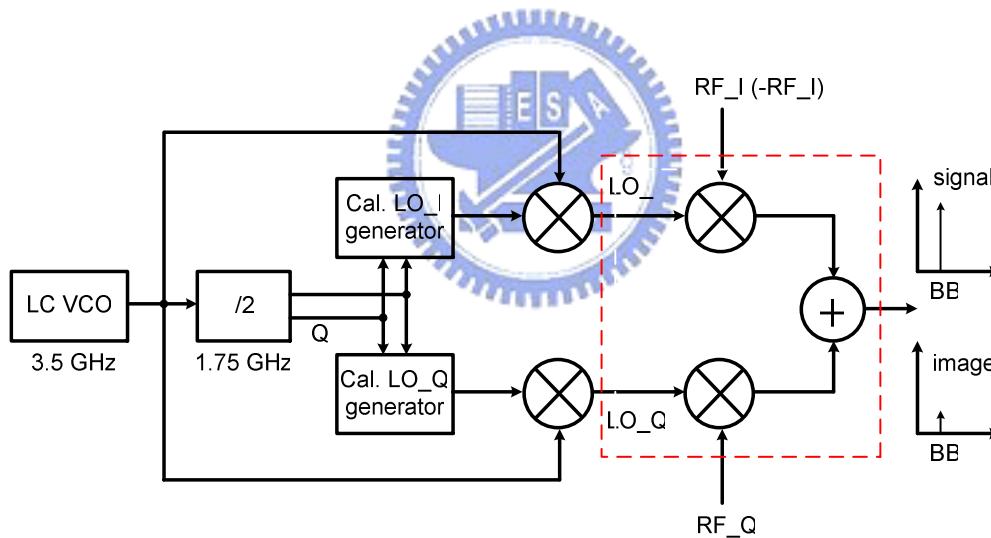 E S A
RF_I (-RF_I)
signal
BB
Cal. LO_I
generator
LO_
LC VCO
3.5 GHz
/2
1.75 GHz
Q
+
Cal. LO_Q
generator
LO_Q
image
BB
RF_Q